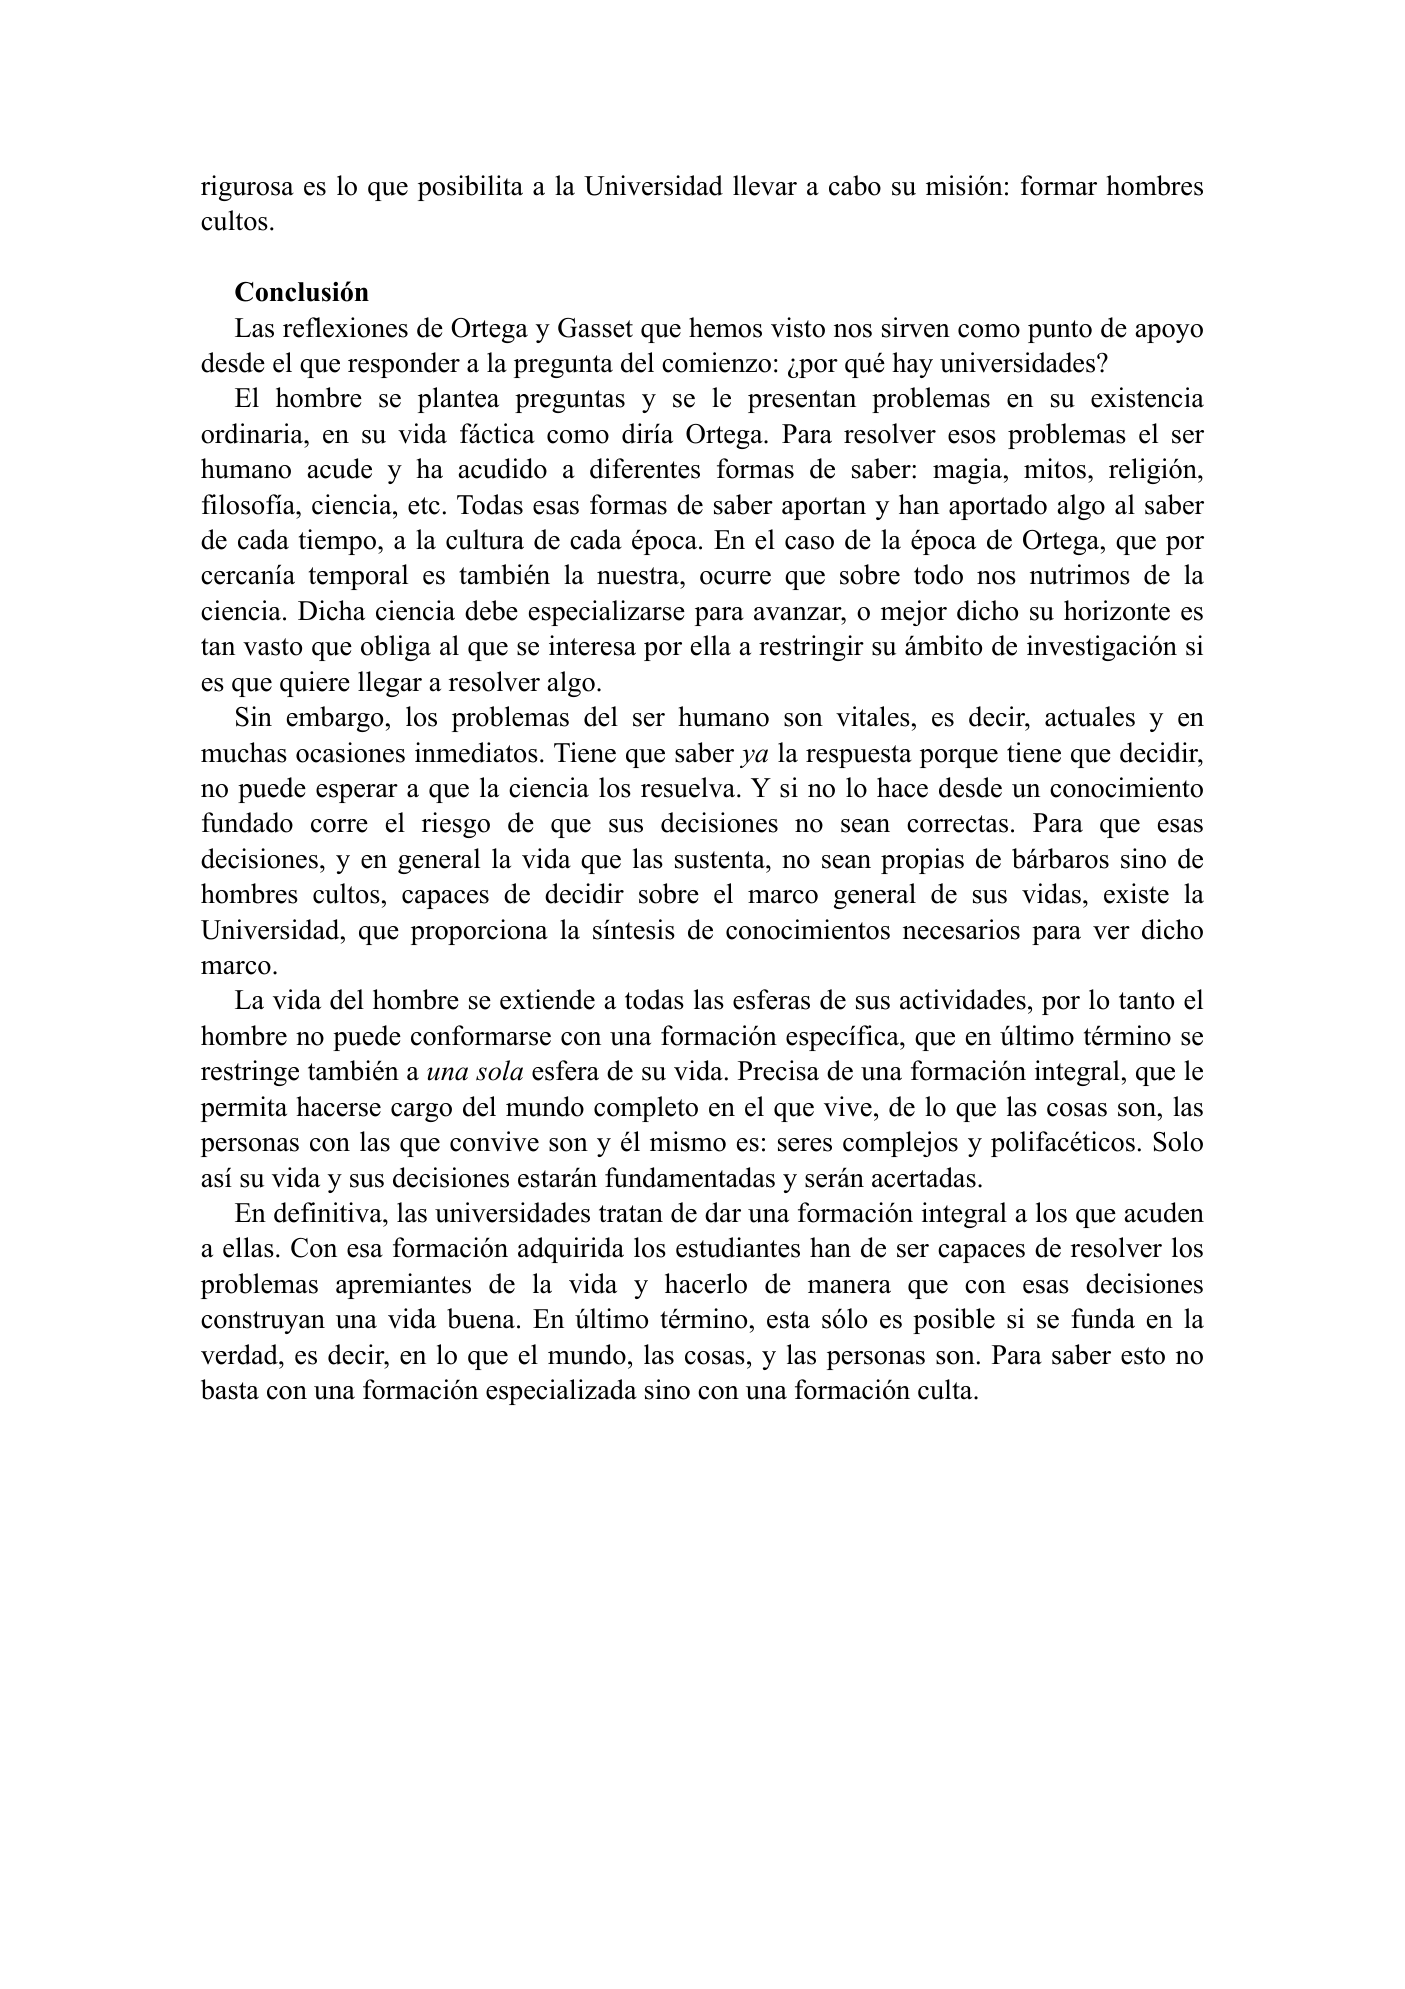 rigurosa es lo que posibilita a la Universidad llevar a cabo su misión: formar hombres
cultos.
Conclusión
Las reflexiones de Ortega y Gasset que hemos visto nos sirven como punto de apoyo
desde el que responder a la pregunta del comienzo: ¿por qué hay universidades?
El hombre se plantea preguntas y se le presentan problemas en su existencia
ordinaria, en su vida fáctica como diría Ortega. Para resolver esos problemas el ser
humano acude y ha acudido a diferentes formas de saber: magia, mitos, religión,
filosofía, ciencia, etc. Todas esas formas de saber aportan y han aportado algo al saber
de cada tiempo, a la cultura de cada época. En el caso de la época de Ortega, que por
cercanía temporal es también la nuestra, ocurre que sobre todo nos nutrimos de la
ciencia. Dicha ciencia debe especializarse para avanzar, o mejor dicho su horizonte es
tan vasto que obliga al que se interesa por ella a restringir su ámbito de investigación si
es que quiere llegar a resolver algo.
Sin embargo, los problemas del ser humano son vitales, es decir, actuales y en
muchas ocasiones inmediatos. Tiene que saber ya la respuesta porque tiene que decidir,
no puede esperar a que la ciencia los resuelva. Y si no lo hace desde un conocimiento
fundado corre el riesgo de que sus decisiones no sean correctas. Para que esas
decisiones, y en general la vida que las sustenta, no sean propias de bárbaros sino de
hombres cultos, capaces de decidir sobre el marco general de sus vidas, existe la
Universidad, que proporciona la síntesis de conocimientos necesarios para ver dicho
marco.
La vida del hombre se extiende a todas las esferas de sus actividades, por lo tanto el
hombre no puede conformarse con una formación específica, que en último término se
restringe también a una sola esfera de su vida. Precisa de una formación integral, que le
permita hacerse cargo del mundo completo en el que vive, de lo que las cosas son, las
personas con las que convive son y él mismo es: seres complejos y polifacéticos. Solo
así su vida y sus decisiones estarán fundamentadas y serán acertadas.
En definitiva, las universidades tratan de dar una formación integral a los que acuden
a ellas. Con esa formación adquirida los estudiantes han de ser capaces de resolver los
problemas apremiantes de la vida y hacerlo de manera que con esas decisiones
construyan una vida buena. En último término, esta sólo es posible si se funda en la
verdad, es decir, en lo que el mundo, las cosas, y las personas son. Para saber esto no
basta con una formación especializada sino con una formación culta.